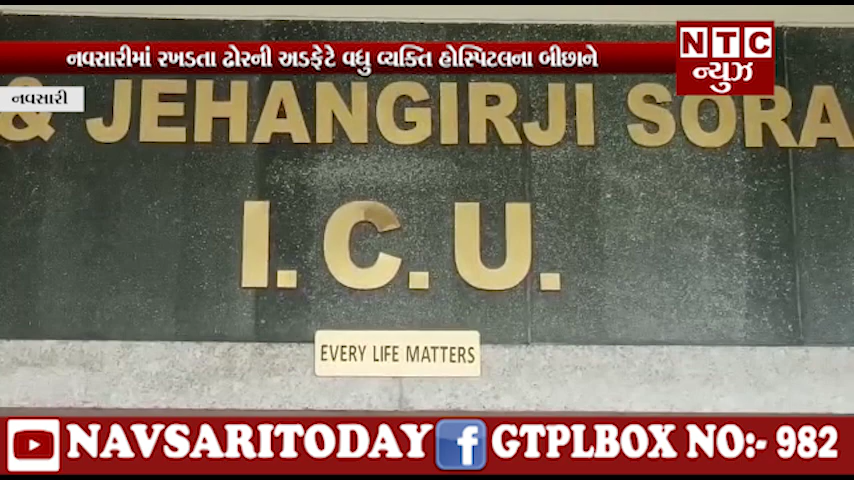 નવસારીમાં રખડતા ઢોરની અડફેટે વધુ વ્યક્તિ હોસ્પિટલના બીછાને
NTC
ન્યુઝ
નવસારી
& JEHANGIRJI SORA
I.C.U.
EVERY LIFE MATTERS
NAVSARITODAY f GTPLBOX NO:- 982